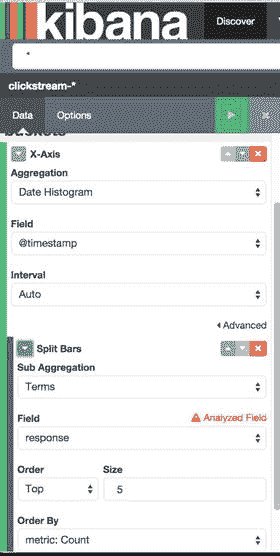 kibana
Discover
*
clickstream-*
Data Options
buckets
X-Axis
Aggregation
Date Histogram
Field
@timestamp
Interval
Auto
Advanced
Split Bars
Sub Aggregation
Terms
Field Analyzed Field
response
Order Size
Top 5
Order By
metric: Count